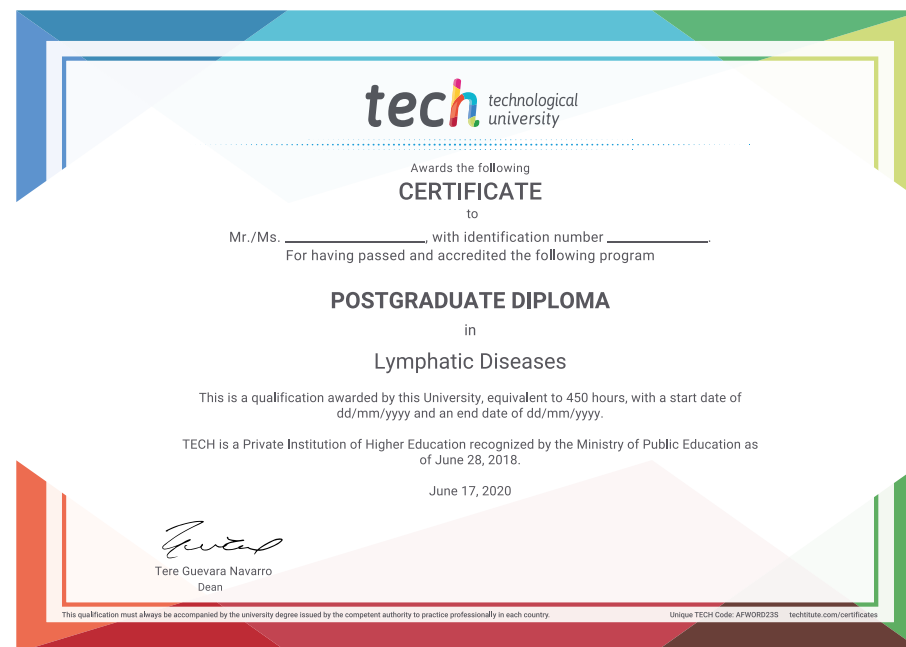 tech technological
university
Awards the following
CERTIFICATE
to
Mr./Ms. ____________________, with identification number ______________.
For having passed and accredited the following program
POSTGRADUATE DIPLOMA
in
Lymphatic Diseases
This is a qualification awarded by this University, equivalent to 450 hours, with a start date of
dd/mm/yyyy and an end date of dd/mm/yyyy.
TECH is a Private Institution of Higher Education recognized by the Ministry of Public Education as
of June 28, 2018.
June 17, 2020
Tere Guevara Navarro
Dean
This qualification must always be accompanied by the university degree issued by the competent authority to practice professionally in each country.
Unique TECH Code: AFWORD23S techtitute.com/certificates